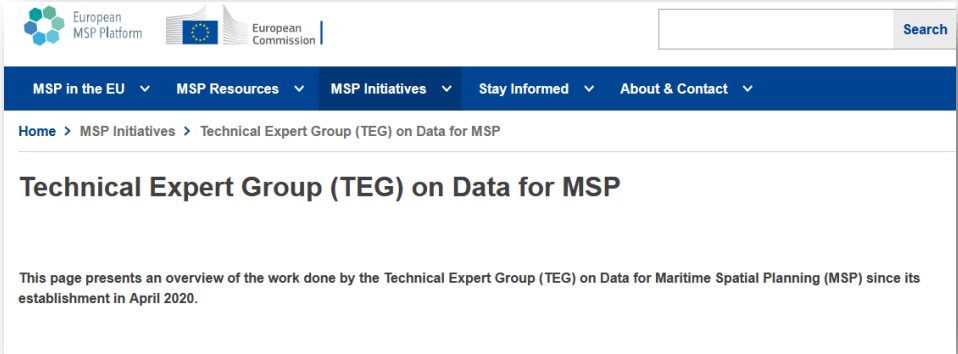 European
MSP Platform
European
Commission
Search
MSP in the EU
MSP Resources
MSP Initiatives
Stay Informed
About & Contact
Home > MSP Initiatives > Technical Expert Group (TEG) on Data for MSP
Technical Expert Group (TEG) on Data for MSP
This page presents an overview of the work done by the Technical Expert Group (TEG) on Data for Maritime Spatial Planning (MSP) since its
establishment in April 2020.